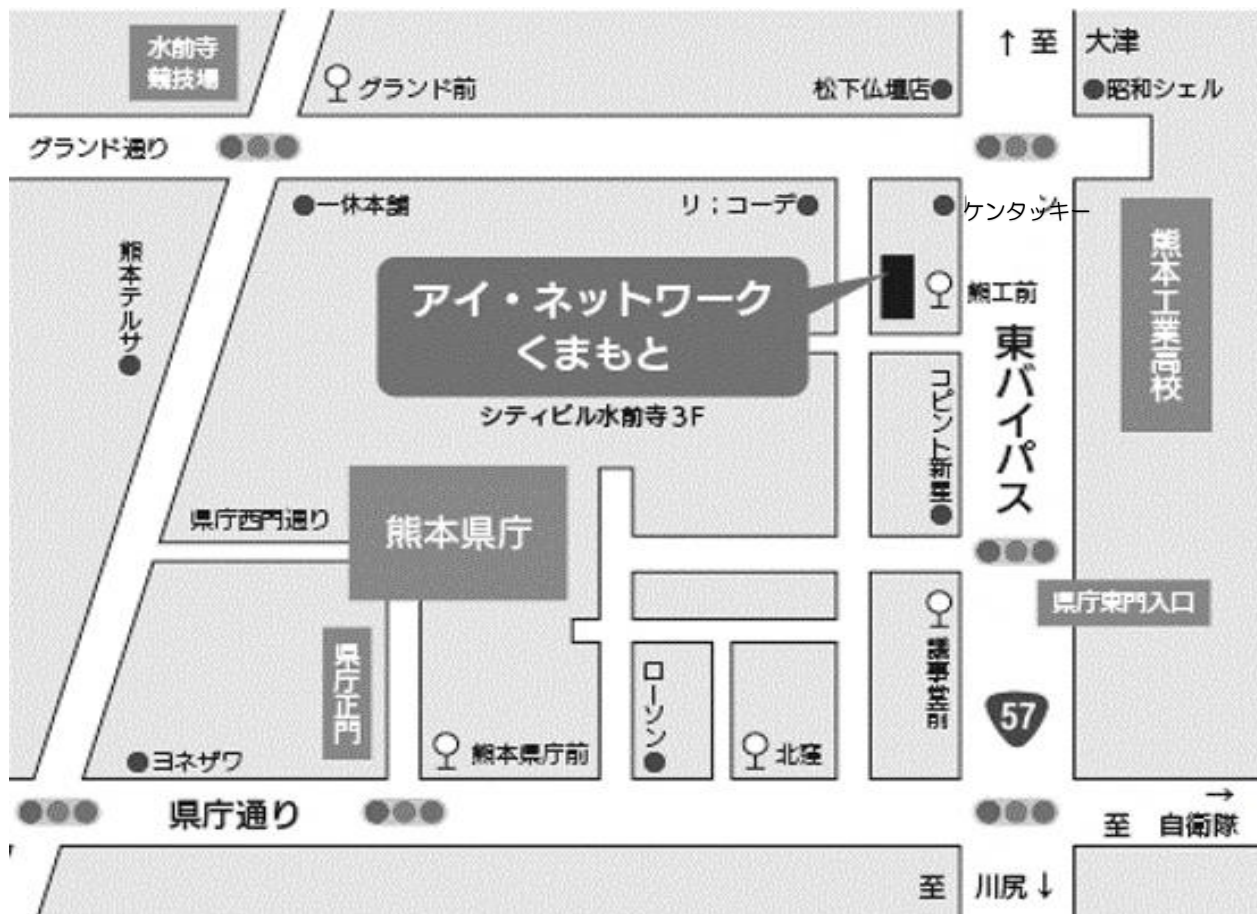 水前寺
競技場
グランド前
松下仏壇店
↑至 大津
昭和シェル
グランド通り
一休本舗
リ;コーデ
ケンタッキー
ン
熊本テルサ
アイ・ネットワーク
くまもと
シティビル水前寺3F
熊工前
東バイパス
熊本工業高校
コピント新星
県庁西門通り
熊本県庁
県庁東門入口
議事堂前
県庁正門
ローソン
57
ヨネザワ
熊本県庁前
北窪
県庁通り
→
至 自衛隊
至 川尻↓